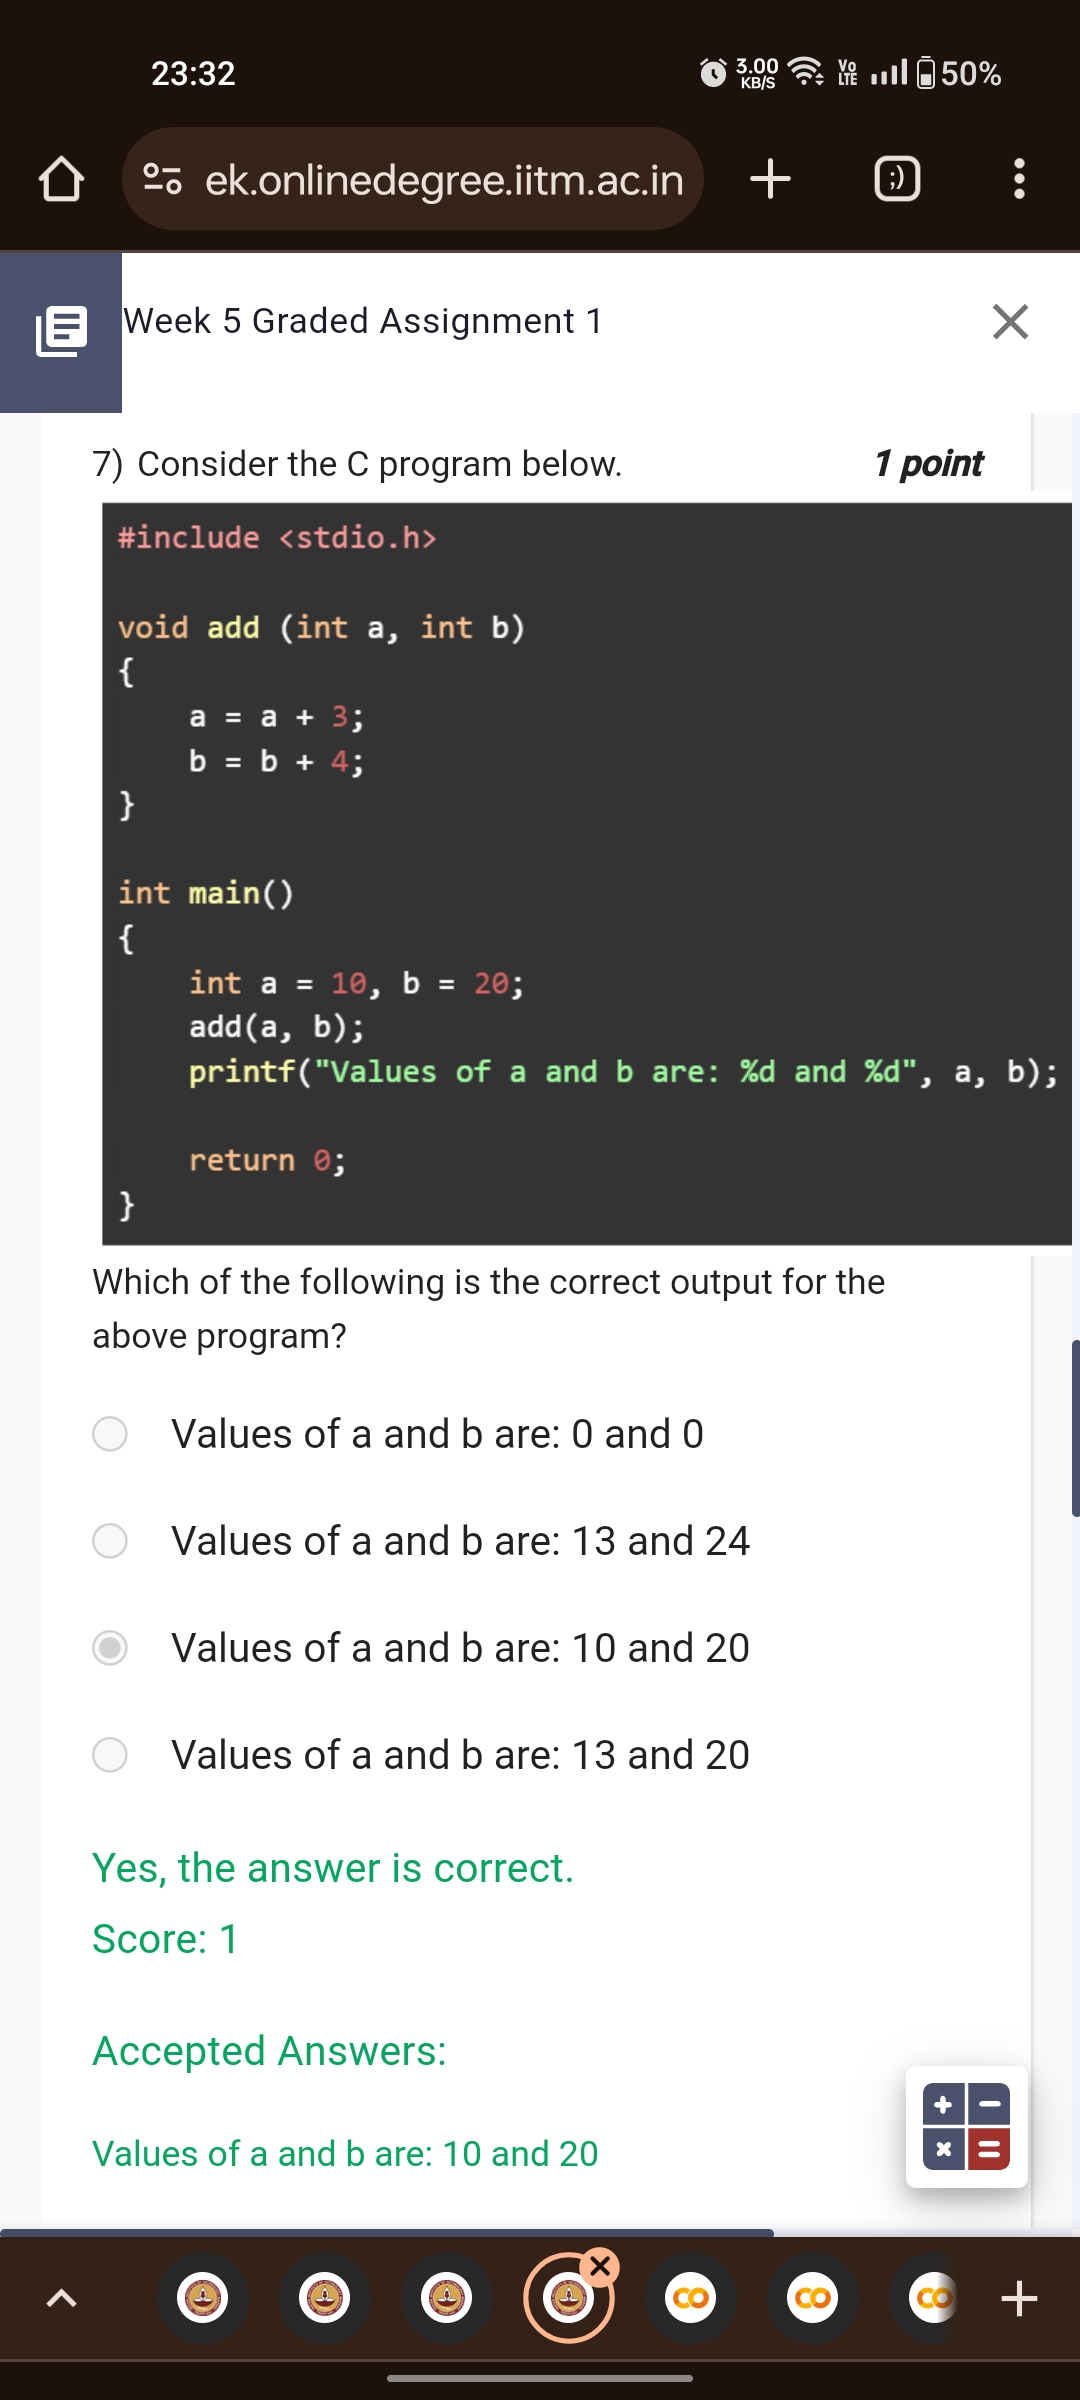 23:32
3.00
KB/S
Vo
LTE
50%
ek.onlinedegree.iitm.ac.in
:)
Week 5 Graded Assignment 1
7) Consider the C program below.
1 point
#include <stdio.h>
void add (int a, int b)
{
    a = a + 3;
    b = b + 4;
}
int main()
{
    int a = 10, b = 20;
    add(a, b);
    printf("Values of a and b are: %d and %d", a, b);
    return 0;
}
Which of the following is the correct output for the
above program?
Values of a and b are: 0 and 0
Values of a and b are: 13 and 24
Values of a and b are: 10 and 20
Values of a and b are: 13 and 20
Yes, the answer is correct.
Score: 1
Accepted Answers:
Values of a and b are: 10 and 20